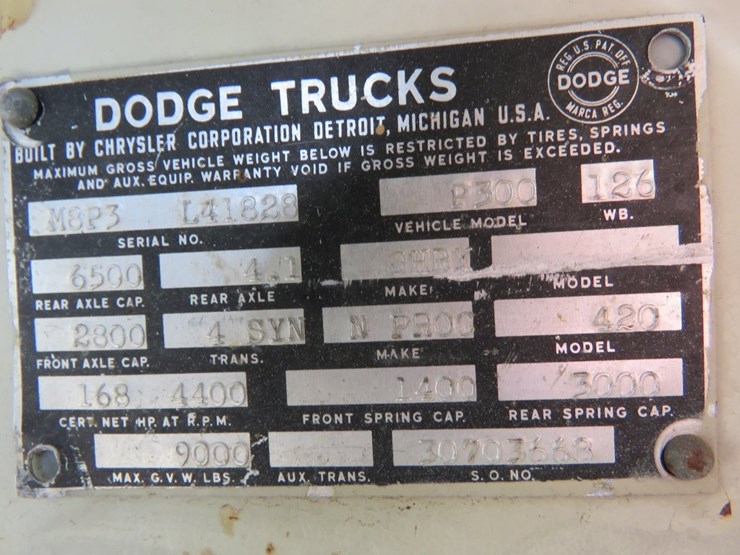 DODGE TRUCKS
REG. U.S. PAT. OFF.
DODGE
MARCA REG.
BUILT BY CHRYSLER CORPORATION DETROIT, MICHIGAN U.S.A.
MAXIMUM GROSS VEHICLE WEIGHT BELOW IS RESTRICTED BY TIRES, SPRINGS
AND AUX. EQUIP. WARRANTY VOID IF GROSS WEIGHT IS EXCEEDED.
M8P3 L41828 P300 126
SERIAL NO. VEHICLE MODEL WB.
6500 4.1
REAR AXLE CAP. REAR AXLE MAKE MODEL
2800 4 SYN N PROC 420
FRONT AXLE CAP. TRANS. MAKE MODEL
168 4400 1400 3000
CERT. NET HP. AT R.P.M. FRONT SPRING CAP. REAR SPRING CAP.
9000 30703668
MAX. G.V.W. LBS. AUX. TRANS. S.O. NO.